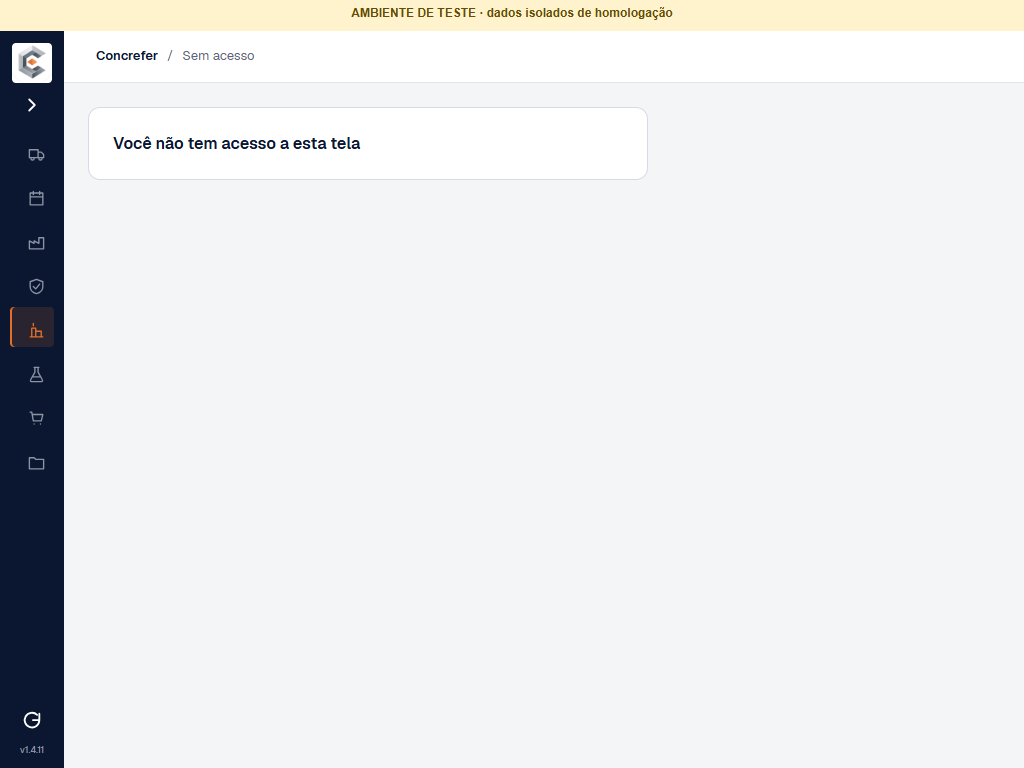 AMBIENTE DE TESTE · dados isolados de homologação
Concrefer / Sem acesso
Você não tem acesso a esta tela
v1.4.11